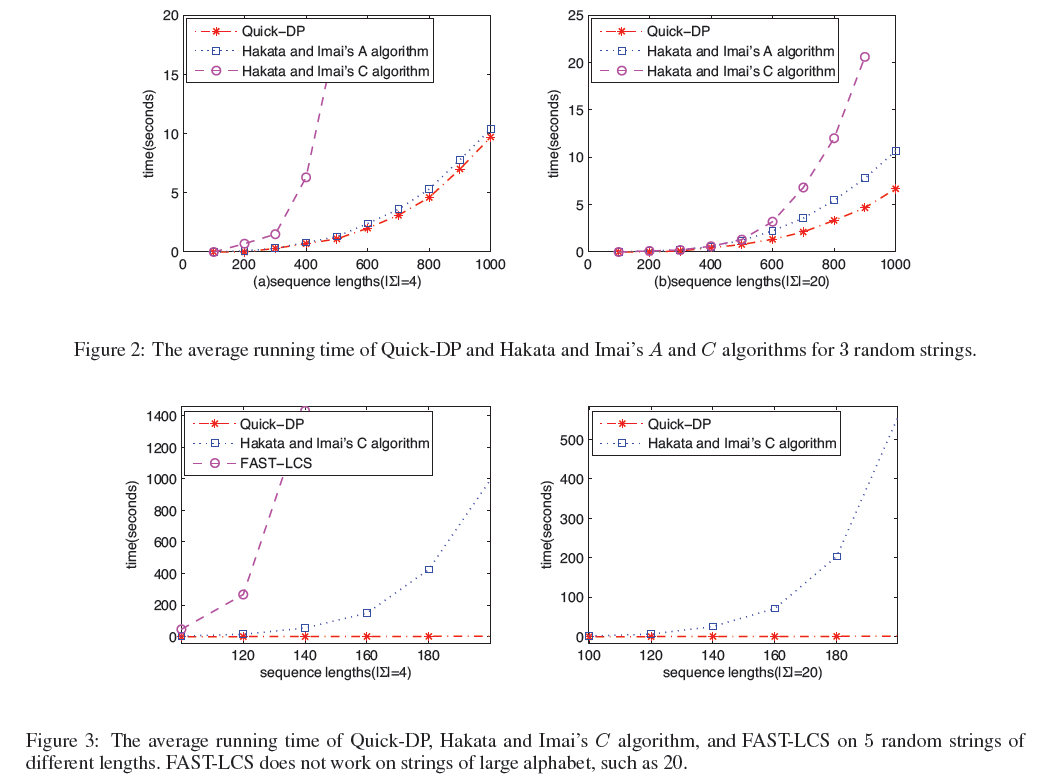 20
15
10
5
0
time(seconds)
Quick−DP
Hakata and Imai's A algorithm
Hakata and Imai's C algorithm
0 200 400 600 800 1000
(a)sequence lengths(|Σ|=4)
25
20
15
10
5
0
time(seconds)
Quick−DP
Hakata and Imai's A algorithm
Hakata and Imai's C algorithm
0 200 400 600 800 1000
(b)sequence lengths(|Σ|=20)
Figure 2: The average running time of Quick-DP and Hakata and Imai's A and C algorithms for 3 random strings.
1400
1200
1000
800
600
400
200
0
time(seconds)
Quick−DP
Hakata and Imai's C algorithm
FAST−LCS
120 140 160 180
sequence lengths(|Σ|=4)
500
400
300
200
100
0
time(seconds)
Quick−DP
Hakata and Imai's C algorithm
100 120 140 160 180
sequence lengths(|Σ|=20)
Figure 3: The average running time of Quick-DP, Hakata and Imai's C algorithm, and FAST-LCS on 5 random strings of
different lengths. FAST-LCS does not work on strings of large alphabet, such as 20.